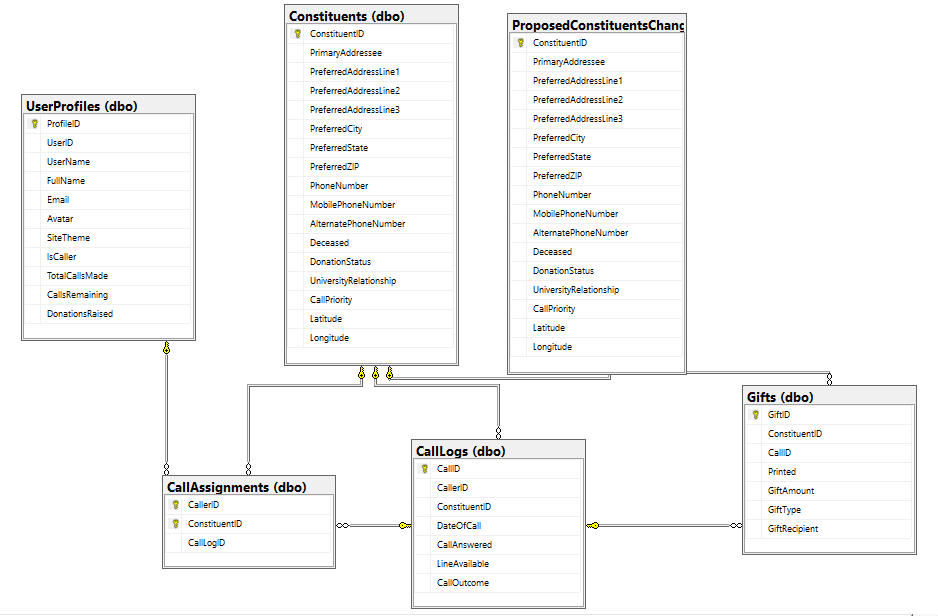 UserProfiles (dbo)
ProfileID
UserID
UserName
FullName
Email
Avatar
SiteTheme
IsCaller
TotalCallsMade
CallsRemaining
DonationsRaised
Constituents (dbo)
ConstituentID
PrimaryAddressee
PreferredAddressLine1
PreferredAddressLine2
PreferredAddressLine3
PreferredCity
PreferredState
PreferredZIP
PhoneNumber
MobilePhoneNumber
AlternatePhoneNumber
Deceased
DonationStatus
UniversityRelationship
CallPriority
Latitude
Longitude
ProposedConstituentsChang
ConstituentID
PrimaryAddressee
PreferredAddressLine1
PreferredAddressLine2
PreferredAddressLine3
PreferredCity
PreferredState
PreferredZIP
PhoneNumber
MobilePhoneNumber
AlternatePhoneNumber
Deceased
DonationStatus
UniversityRelationship
CallPriority
Latitude
Longitude
CallAssignments (dbo)
CallerID
ConstituentID
CallLogID
CallLogs (dbo)
CallID
CallerID
ConstituentID
DateOfCall
CallAnswered
LineAvailable
CallOutcome
Gifts (dbo)
GiftID
ConstituentID
CallID
Printed
GiftAmount
GiftType
GiftRecipient